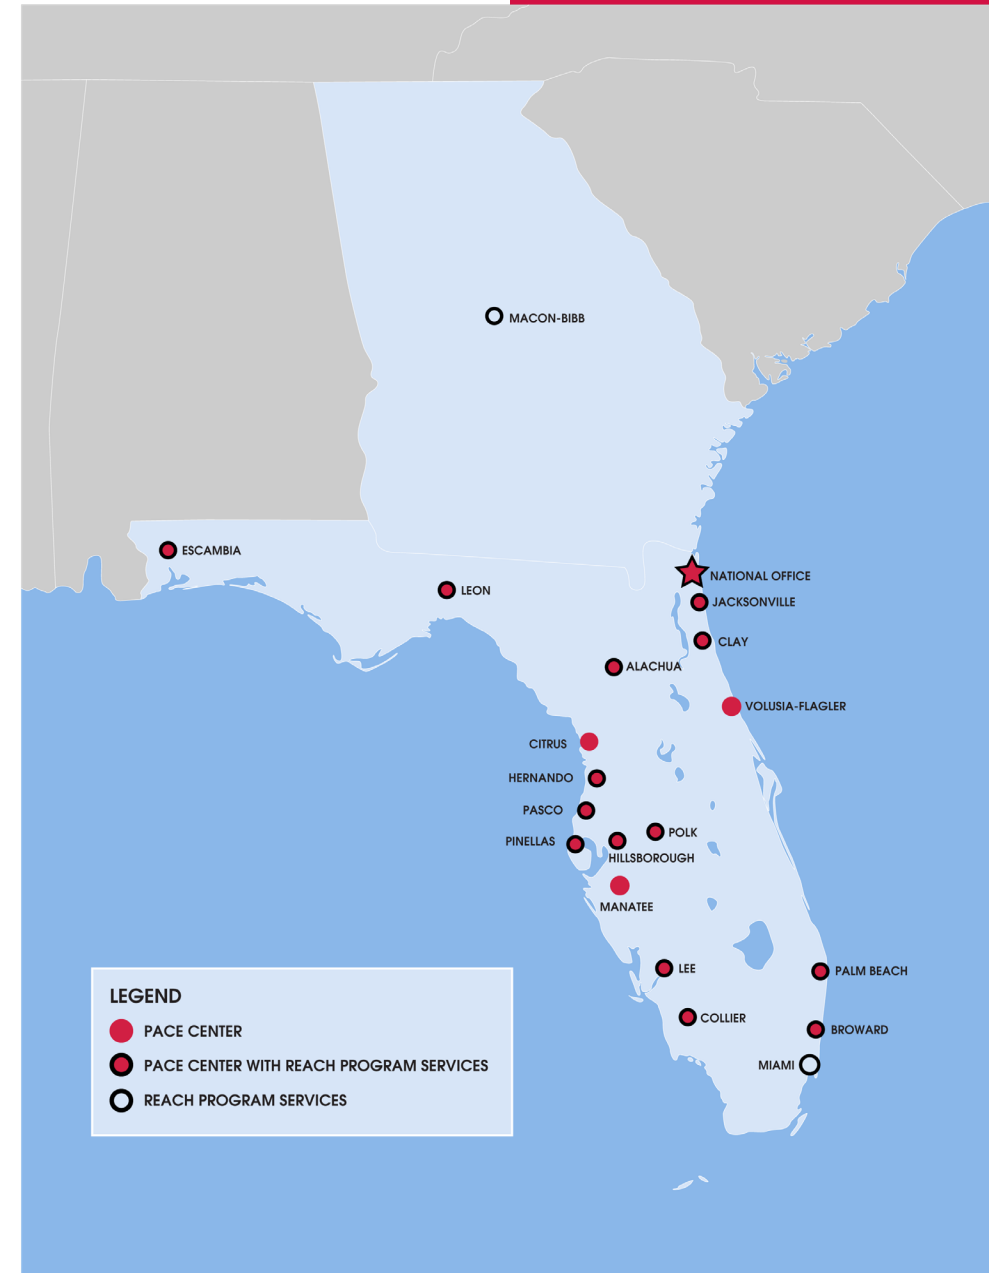 MACON-BIBB
ESCAMBIA
LEON
NATIONAL OFFICE
JACKSONVILLE
CLAY
ALACHUA
VOLUSIA-FLAGLER
CITRUS
HERNANDO
PASCO
POLK
PINELLAS
HILLSBOROUGH
MANATEE
LEE
PALM BEACH
COLLIER
BROWARD
MIAMI
LEGEND
PACE CENTER
PACE CENTER WITH REACH PROGRAM SERVICES
REACH PROGRAM SERVICES